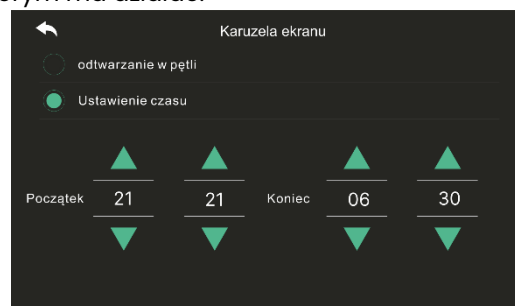 Karuzela ekranu
odtwarzanie w pętli
Ustawienie czasu
Początek 21 21 Koniec 06 30